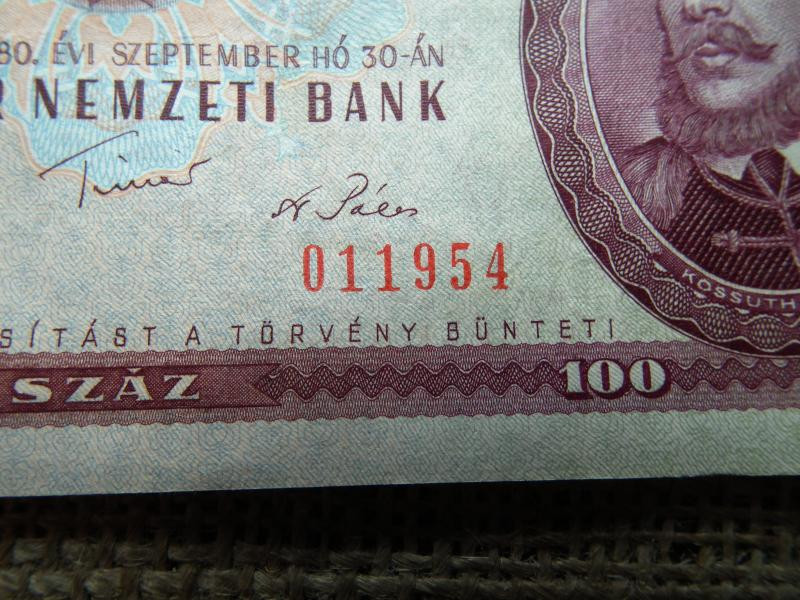 80. ÉVI SZEPTEMBER HÓ 30-ÁN
R NEMZETI BANK
011954
KOSSUTH
SÍTÁST A TÖRVÉNY BÜNTETI
SZÁZ
100